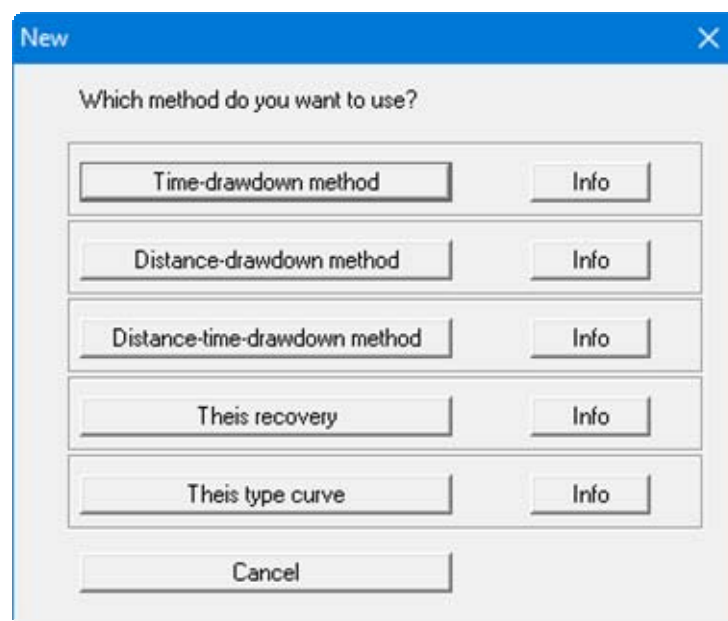 New
Which method do you want to use?
Time-drawdown method Info
Distance-drawdown method Info
Distance-time-drawdown method Info
Theis recovery Info
Theis type curve Info
Cancel